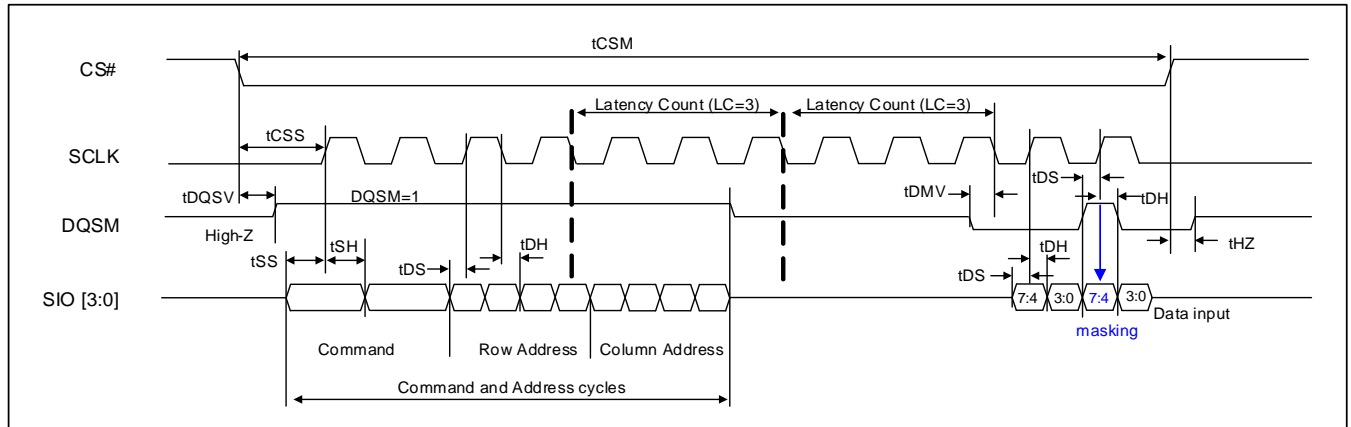 tCSM
CS#
Latency Count (LC=3) Latency Count (LC=3)
tCSS
SCLK
tDS
tDQSV DQSM=1 tDMV tDH
DQSM
High-Z
tSS tSH tDH tHZ
tDS tDH
tDS
SIO [3:0] 7:4 3:0 7:4 3:0
Data input
masking
Command Row Address Column Address
Command and Address cycles